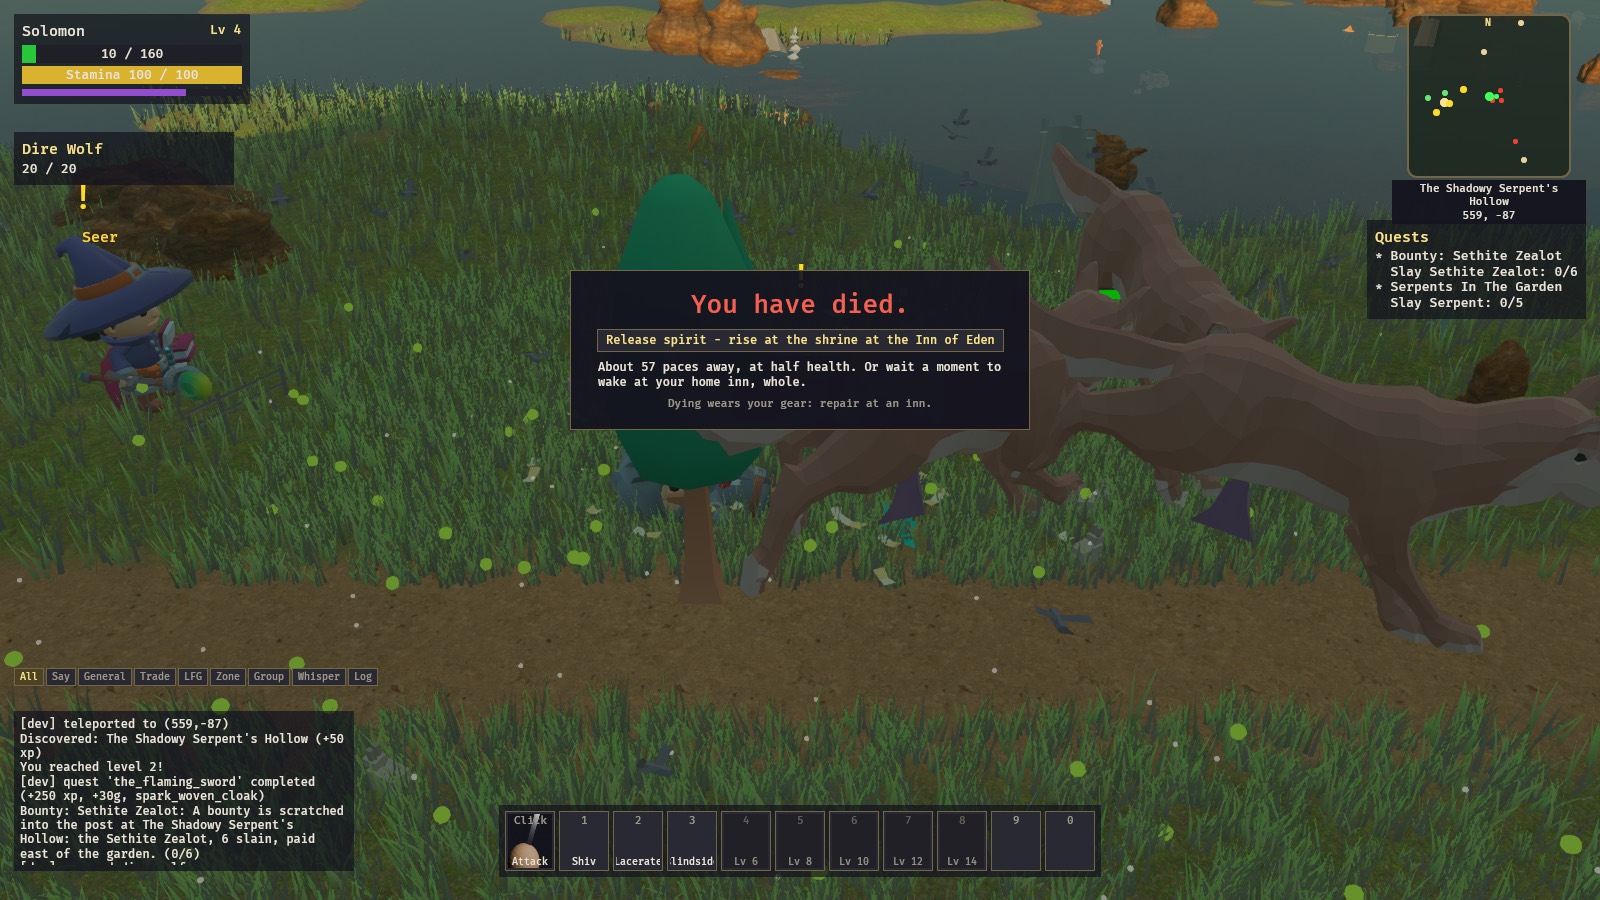 Solomon Lv 4
10 / 160
Stamina 100 / 100
Dire Wolf
20 / 20
!
Seer
N
The Shadowy Serpent's
Hollow
559, -87
Quests
* Bounty: Sethite Zealot
Slay Sethite Zealot: 0/6
* Serpents In The Garden
Slay Serpent: 0/5
!
You have died.
Release spirit - rise at the shrine at the Inn of Eden
About 57 paces away, at half health. Or wait a moment to
wake at your home inn, whole.
Dying wears your gear: repair at an inn.
All Say General Trade LFG Zone Group Whisper Log
[dev] teleported to (559,-87)
Discovered: The Shadowy Serpent's Hollow (+50
xp)
You reached level 2!
[dev] quest 'the_flaming_sword' completed
(+250 xp, +30g, spark_woven_cloak)
Bounty: Sethite Zealot: A bounty is scratched
into the post at The Shadowy Serpent's
Hollow: the Sethite Zealot, 6 slain, paid
east of the garden. (0/6)
Click 1 2 3 4 5 6 7 8 9 0
Attack Shiv Lacerate lindsid Lv 6 Lv 8 Lv 10 Lv 12 Lv 14